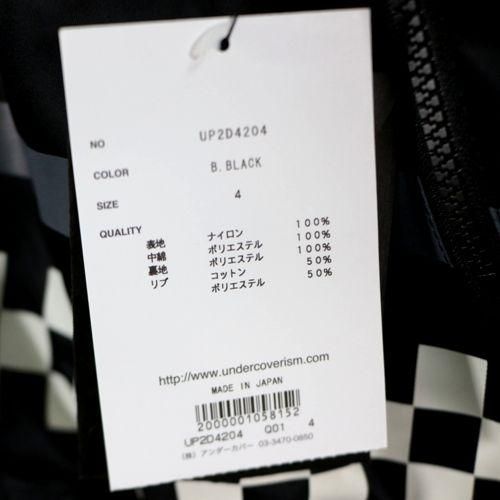 NO UP2D4204
COLOR B. BLACK
SIZE 4
QUALITY
表地 ナイロン 100%
中綿 ポリエステル 100%
裏地 ポリエステル 100%
リブ コットン 50%
ポリエステル 50%
http://www.undercoverism.com
MADE IN JAPAN
2000001058152
UP2D4204 Q01 4
(株) アンダーカバー 03-3470-0850